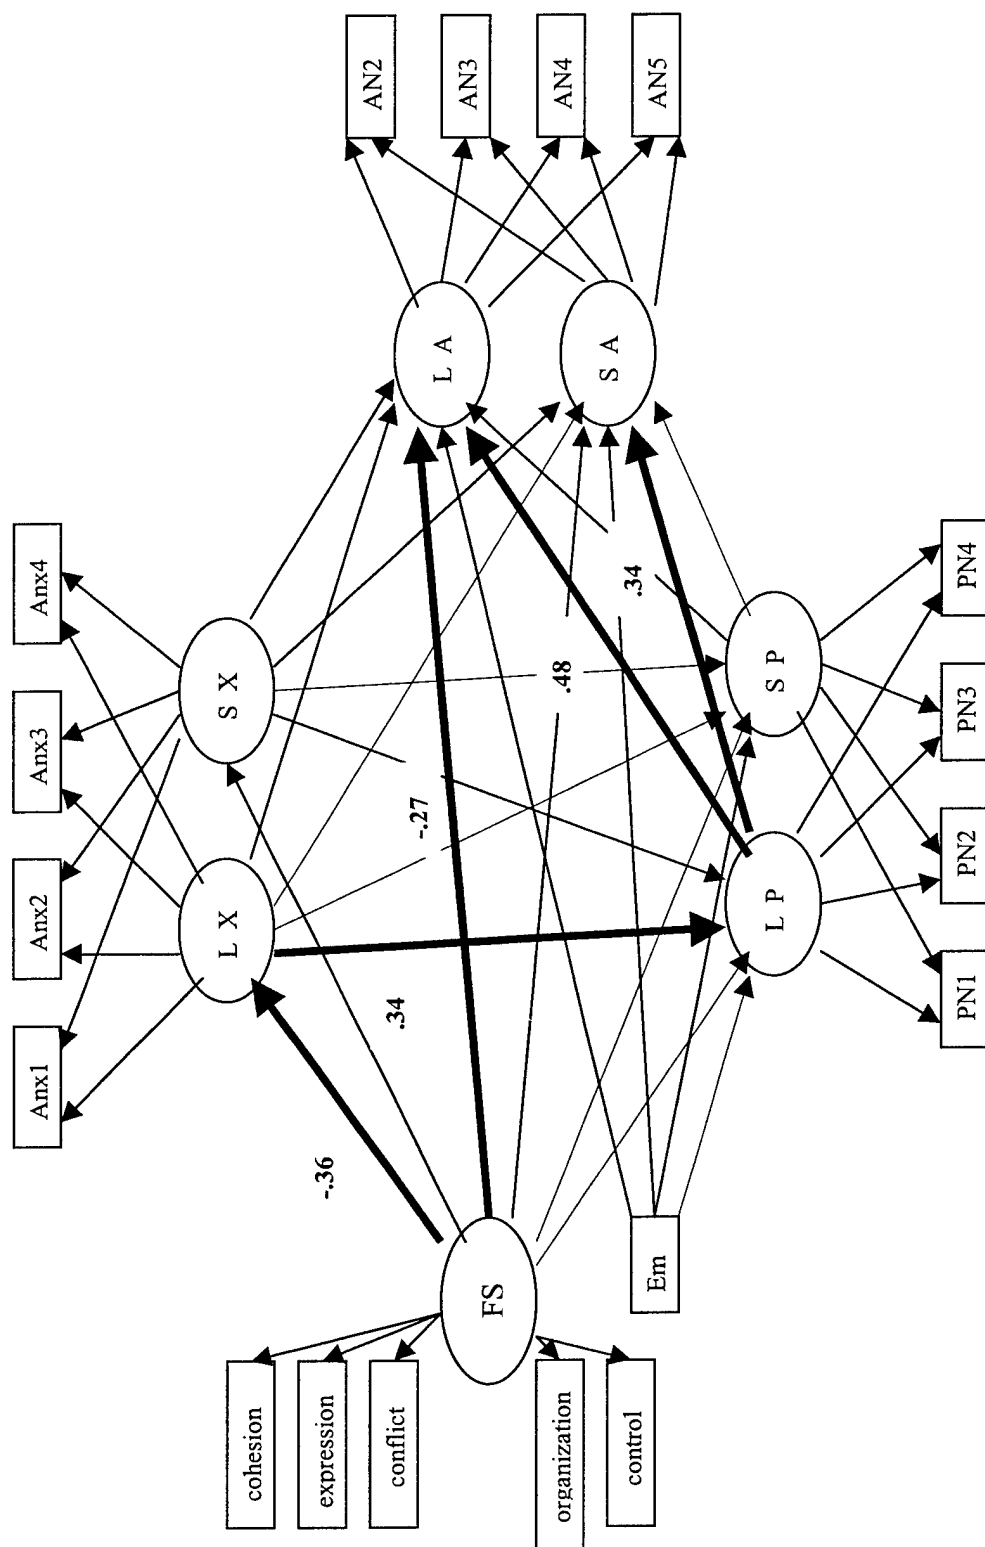 Anx1
Anx2
Anx3
Anx4
L X
S X
cohesion
expression
conflict
organization
control
FS
Em
-.36
.34
-.27
.48
.34
L A
S A
AN2
AN3
AN4
AN5
L P
S P
PN1
PN2
PN3
PN4